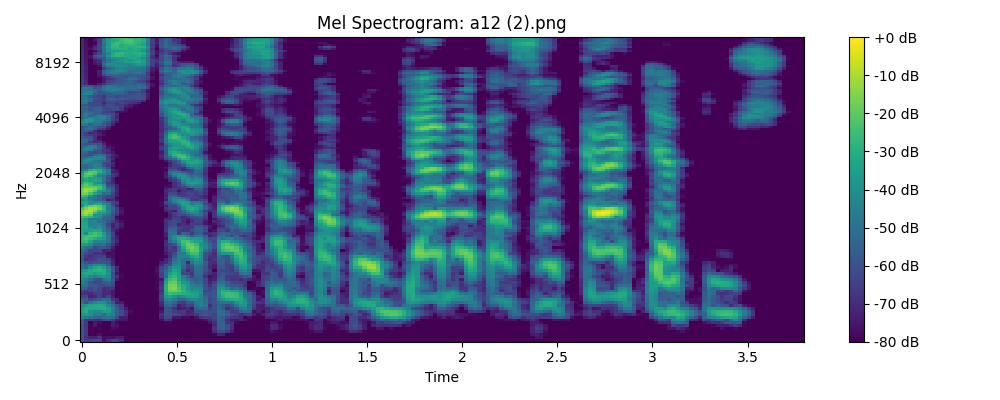 Mel Spectrogram: a12 (2).png
Hz
8192
4096
2048
1024
512
0
0
0.5
1
1.5
2
2.5
3
3.5
Time
+0 dB
-10 dB
-20 dB
-30 dB
-40 dB
-50 dB
-60 dB
-70 dB
-80 dB